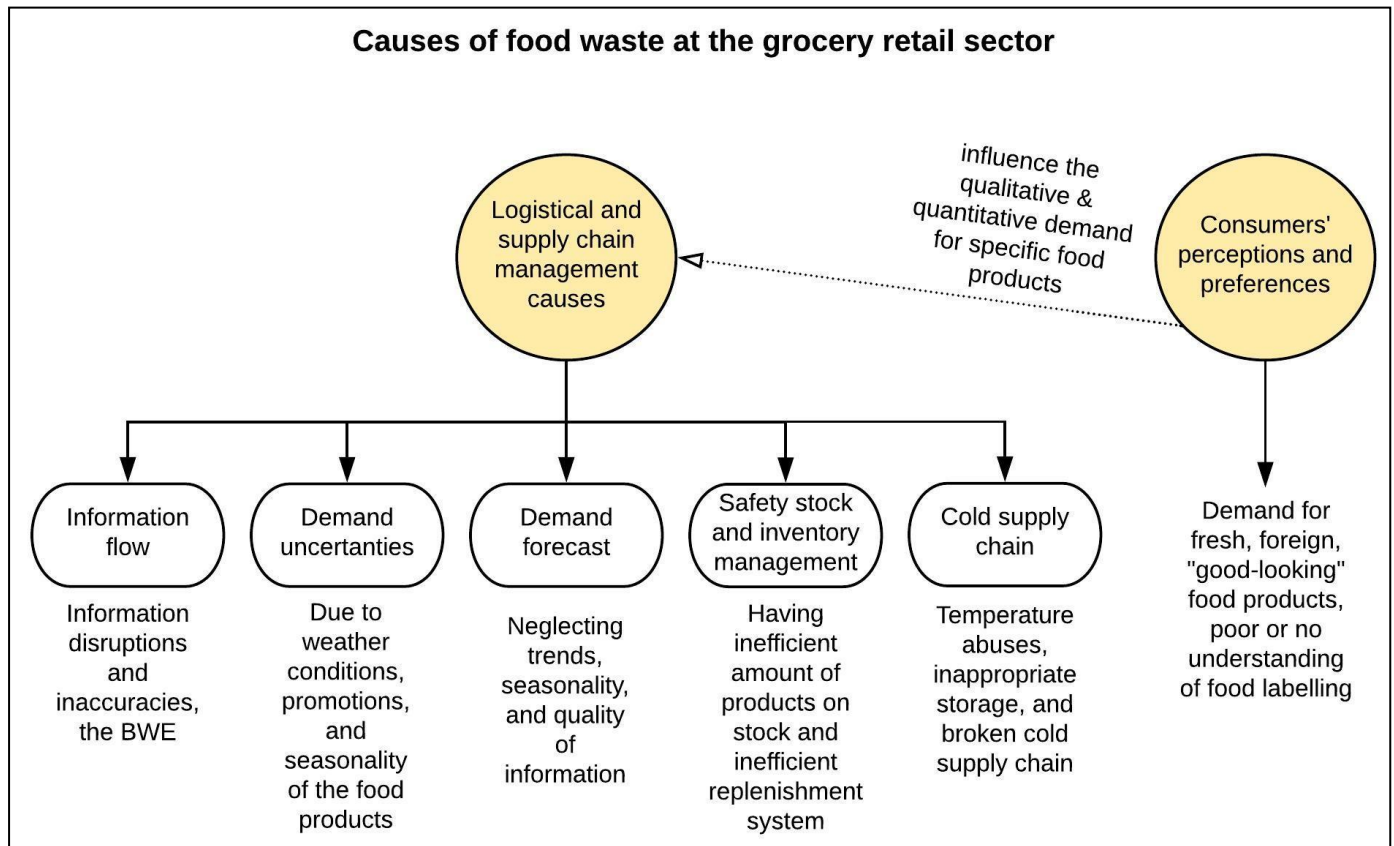 Causes of food waste at the grocery retail sector
Logistical and
supply chain
management
causes
influence the
qualitative &
quantitative demand
for specific food
products
Consumers'
perceptions and
preferences
Information
flow
Demand
uncertanties
Demand
forecast
Safety stock
and inventory
management
Cold supply
chain
Information
disruptions
and
inaccuracies,
the BWE
Due to
weather
conditions,
promotions,
and
seasonality
of the food
products
Neglecting
trends,
seasonality,
and quality
of
information
Having
inefficient
amount of
products on
stock and
inefficient
replenishment
system
Temperature
abuses,
inappropriate
storage, and
broken cold
supply chain
Demand for
fresh, foreign,
"good-looking"
food products,
poor or no
understanding
of food labelling